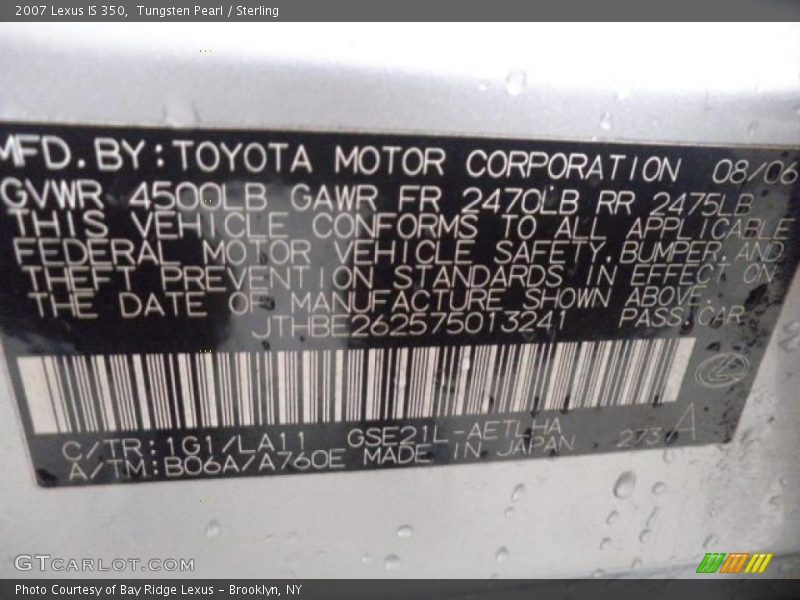 2007 Lexus IS 350, Tungsten Pearl / Sterling
MFD. BY: TOYOTA MOTOR CORPORATION 08/06
GVWR 4500LB GAWR FR 2470LB RR 2475LB
THIS VEHICLE CONFORMS TO ALL APPLICABLE
FEDERAL MOTOR VEHICLE SAFETY, BUMPER, AND
THEFT PREVENTION STANDARDS IN EFFECT ON
THE DATE OF MANUFACTURE SHOWN ABOVE.
JTHBE262575013241 PASS.CAR
C/TR: 1G1/LA11 GSE21L-AETLHA 273 A
A/TM: B06A/A760E MADE IN JAPAN
GTCARLOT.COM
Photo Courtesy of Bay Ridge Lexus - Brooklyn, NY